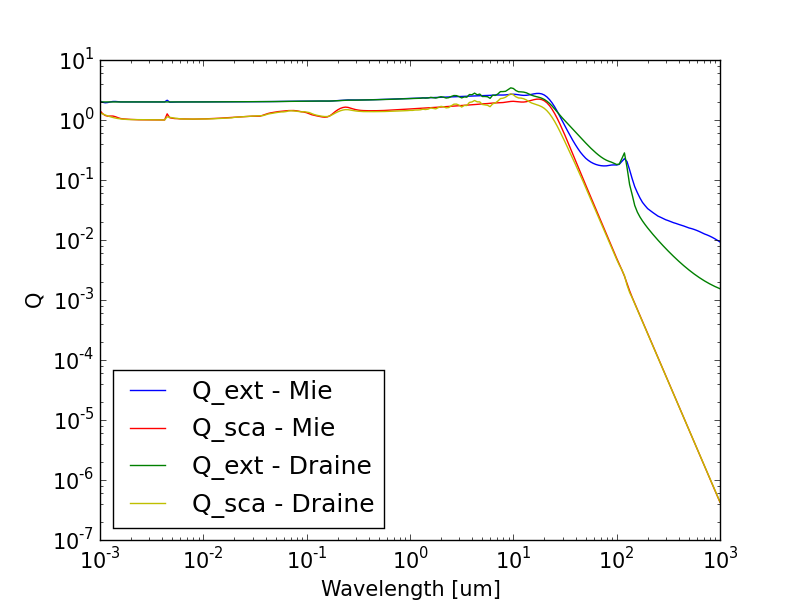 10^1
10^0
10^-1
10^-2
10^-3
10^-4
10^-5
10^-6
10^-7
Q
Q_ext - Mie
Q_sca - Mie
Q_ext - Draine
Q_sca - Draine
10^-3 10^-2 10^-1 10^0 10^1 10^2 10^3
Wavelength [um]